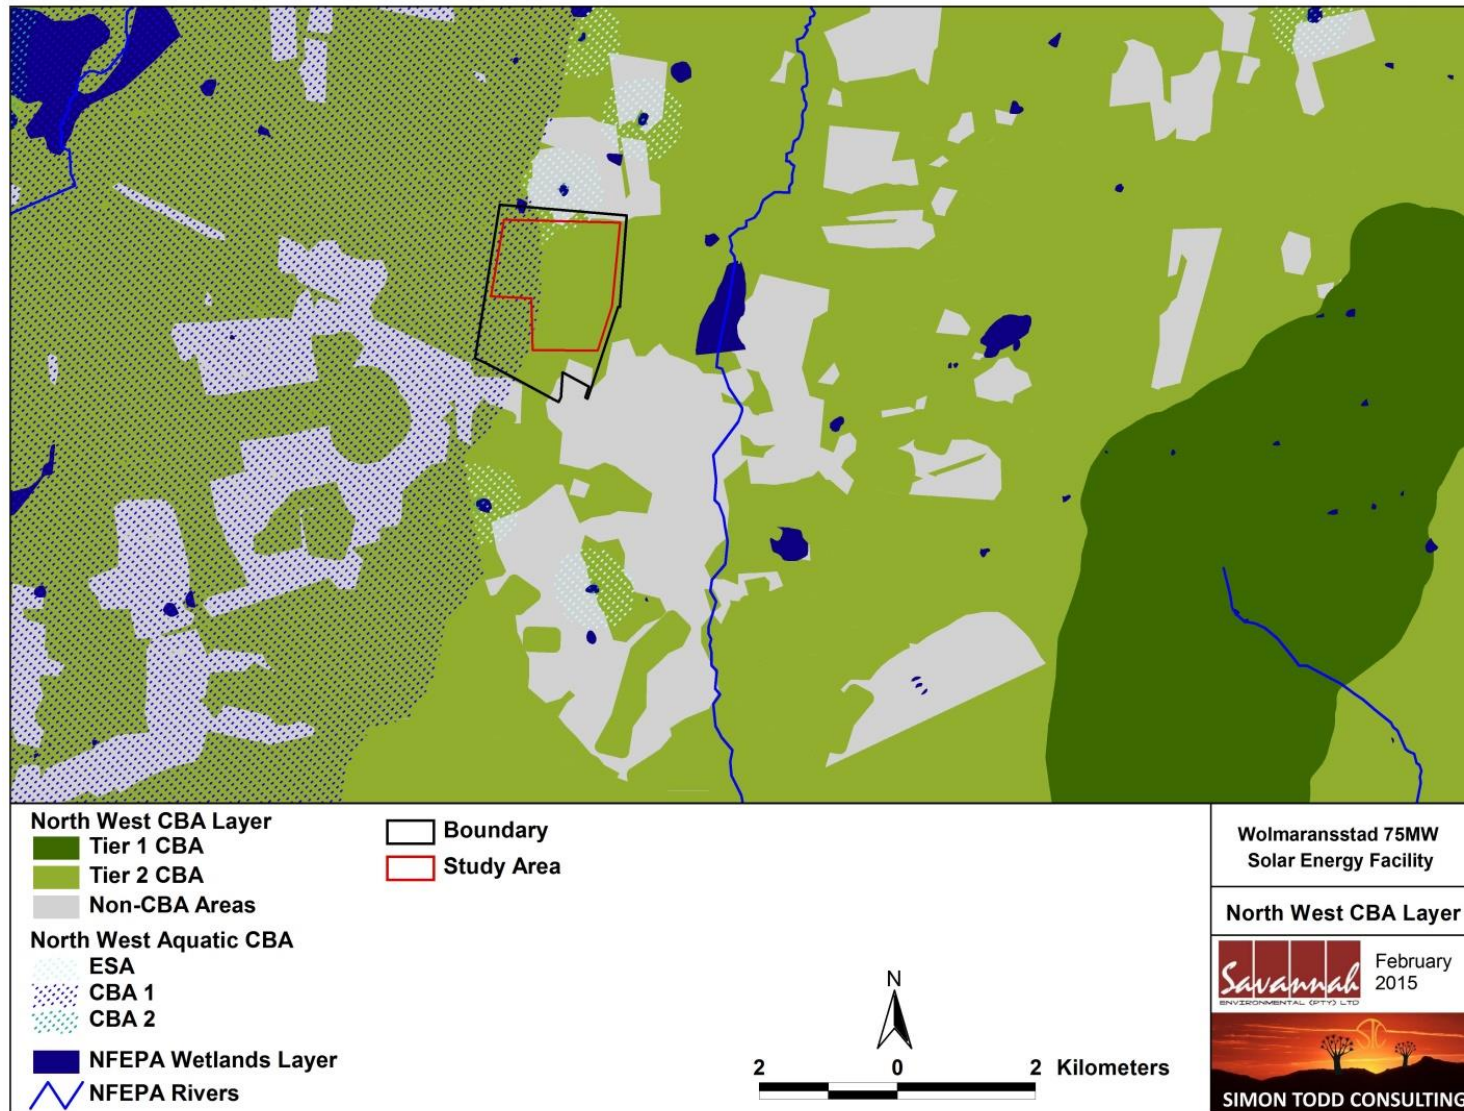 North West CBA Layer
Tier 1 CBA
Tier 2 CBA
Non-CBA Areas
North West Aquatic CBA
ESA
CBA 1
CBA 2
NFEPA Wetlands Layer
NFEPA Rivers
Boundary
Study Area
N
2 0 2 Kilometers
Wolmaransstad 75MW
Solar Energy Facility
North West CBA Layer
Savannah
ENVIRONMENTAL (PTY) LTD
February
2015
SIMON TODD CONSULTING